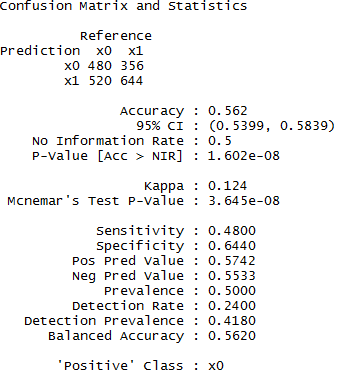 Confusion Matrix and Statistics
Reference
Prediction x0 x1
x0 480 356
x1 520 644
Accuracy : 0.562
95% CI : (0.5399, 0.5839)
No Information Rate : 0.5
P-Value [Acc > NIR] : 1.602e-08
Kappa : 0.124
Mcnemar's Test P-Value : 3.645e-08
Sensitivity : 0.4800
Specificity : 0.6440
Pos Pred Value : 0.5742
Neg Pred Value : 0.5533
Prevalence : 0.5000
Detection Rate : 0.2400
Detection Prevalence : 0.4180
Balanced Accuracy : 0.5620
'Positive' Class : x0